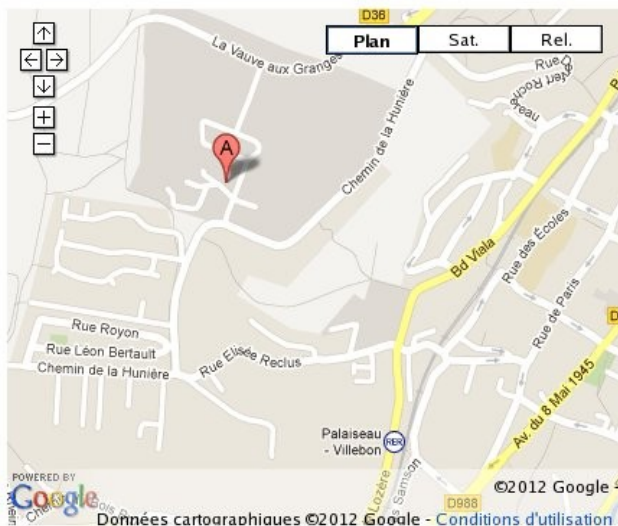 D36
Plan
Sat.
Rel.
La Vauve aux Granges
Chemin de la Hunière
A
Bd Viala
Rue des Écoles
Rue de Paris
Rue Royon
Rue Léon Bertault
Chemin de la Hunière
Rue Elisée Reclus
Av. du 8 Mai 1945
Palaiseau
- Villebon
RER
D988
POWERED BY
Google
©2012 Google -
Données cartographiques ©2012 Google - Conditions d'utilisation